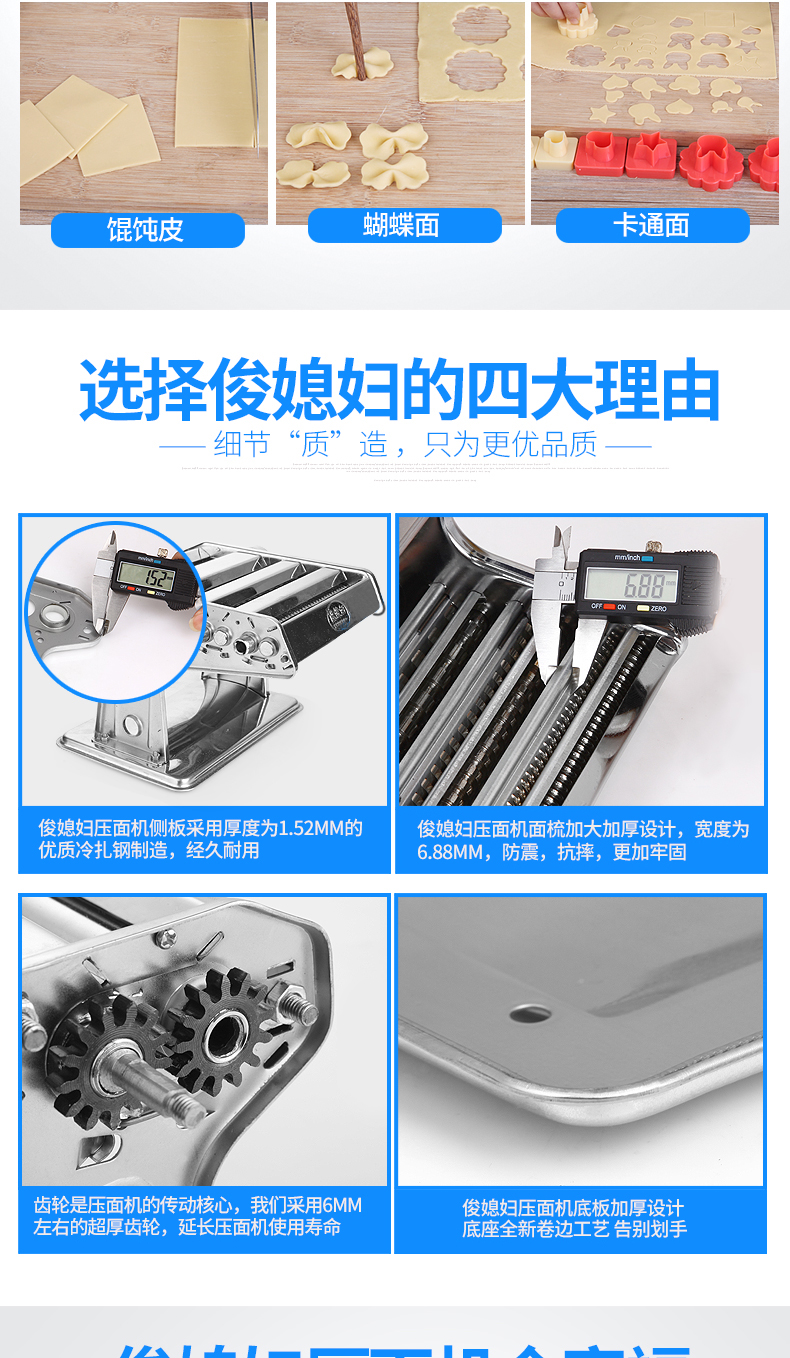 馄饨皮
蝴蝶面
卡通面
选择俊媳妇的四大理由
细节“质”造，只为更优品质
mm/inch
1.52
OFF ON ZERO
mm/inch
6.88
OFF ON ZERO
俊媳妇压面机侧板采用厚度为1.52MM的
优质冷扎钢制造，经久耐用
俊媳妇压面机面梳加大加厚设计，宽度为
6.88MM，防震，抗摔，更加牢固
齿轮是压面机的传动核心，我们采用6MM
左右的超厚齿轮，延长压面机使用寿命
俊媳妇压面机底板加厚设计
底座全新卷边工艺 告别划手